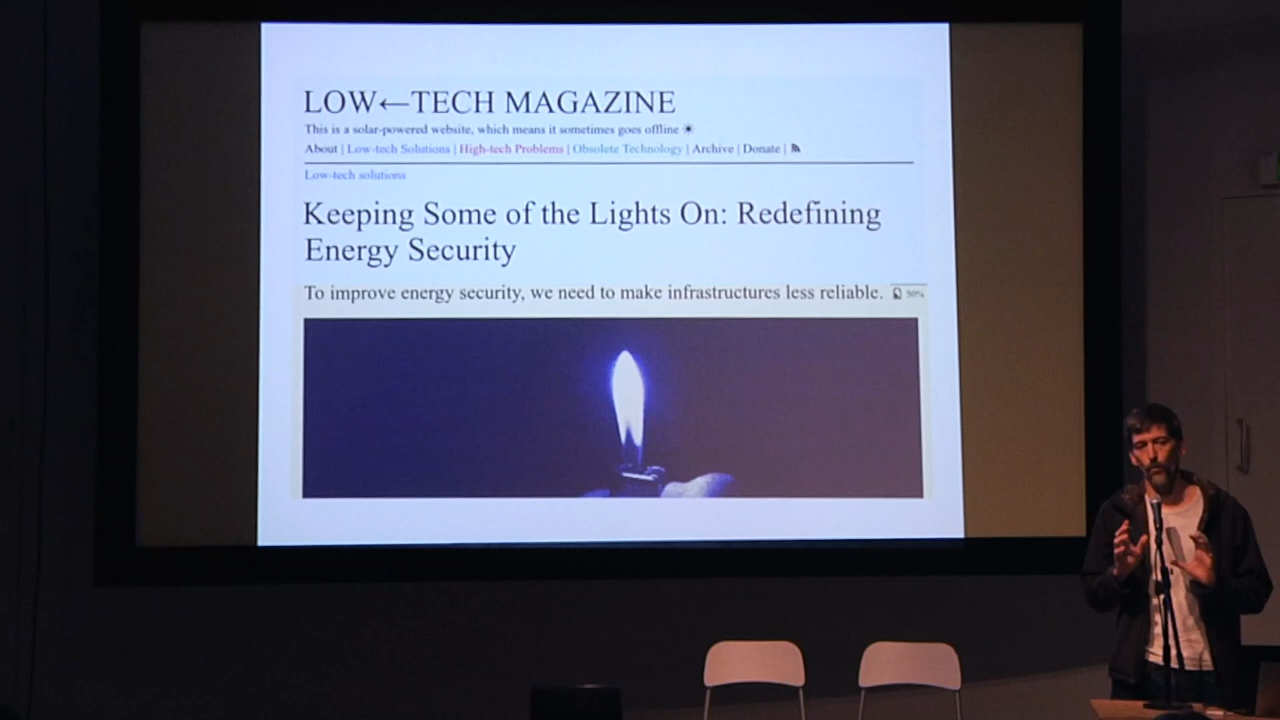 LOW←TECH MAGAZINE
This is a solar-powered website, which means it sometimes goes offline ☀
About | Low-tech Solutions | High-tech Problems | Obsolete Technology | Archive | Donate |
Low-tech solutions
Keeping Some of the Lights On: Redefining
Energy Security
To improve energy security, we need to make infrastructures less reliable. 50%